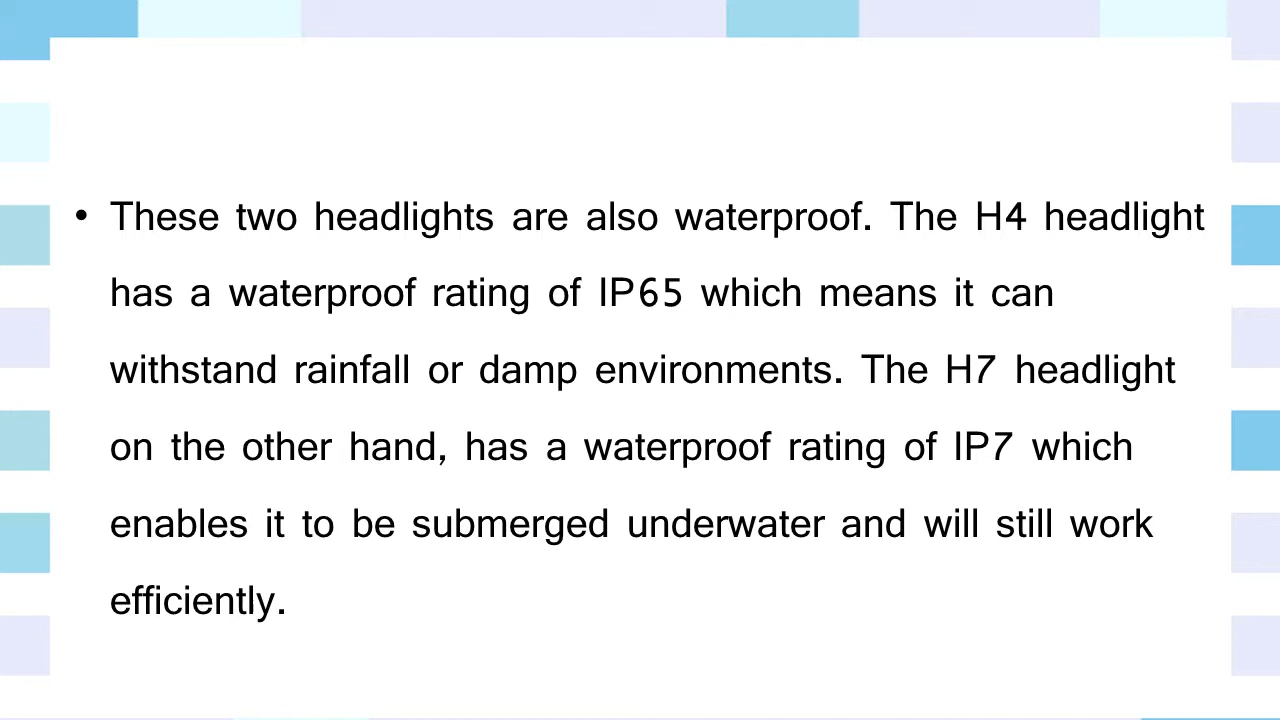 • These two headlights are also waterproof. The H4 headlight
has a waterproof rating of IP65 which means it can
withstand rainfall or damp environments. The H7 headlight
on the other hand, has a waterproof rating of IP7 which
enables it to be submerged underwater and will still work
efficiently.